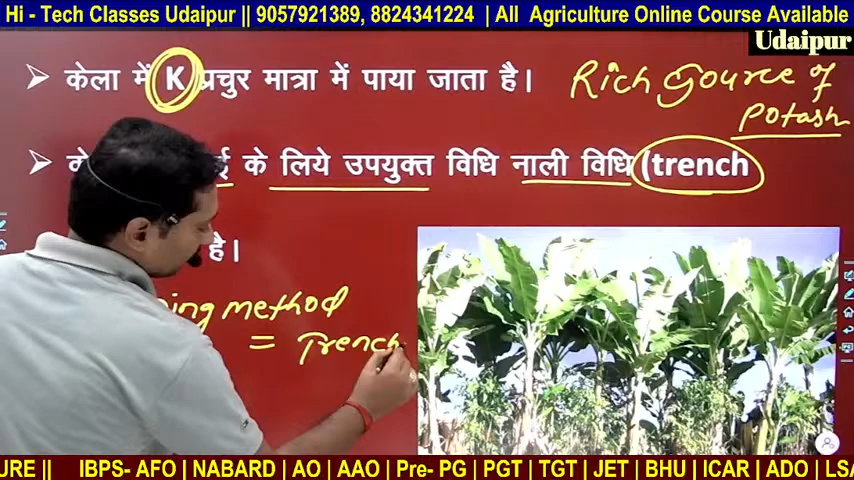 Hi - Tech Classes Udaipur || 9057921389, 8824341224 | All Agriculture Online Course Available
Udaipur
➢ केला में K प्रचुर मात्रा में पाया जाता है।
Rich Source of
Potash
➢ के लिये उपयुक्त विधि नाली विधि (trench
है।
method
= Trench
URE || IBPS- AFO | NABARD | AO | AAO | Pre- PG | PGT | TGT | JET | BHU | ICAR | ADO | LSA